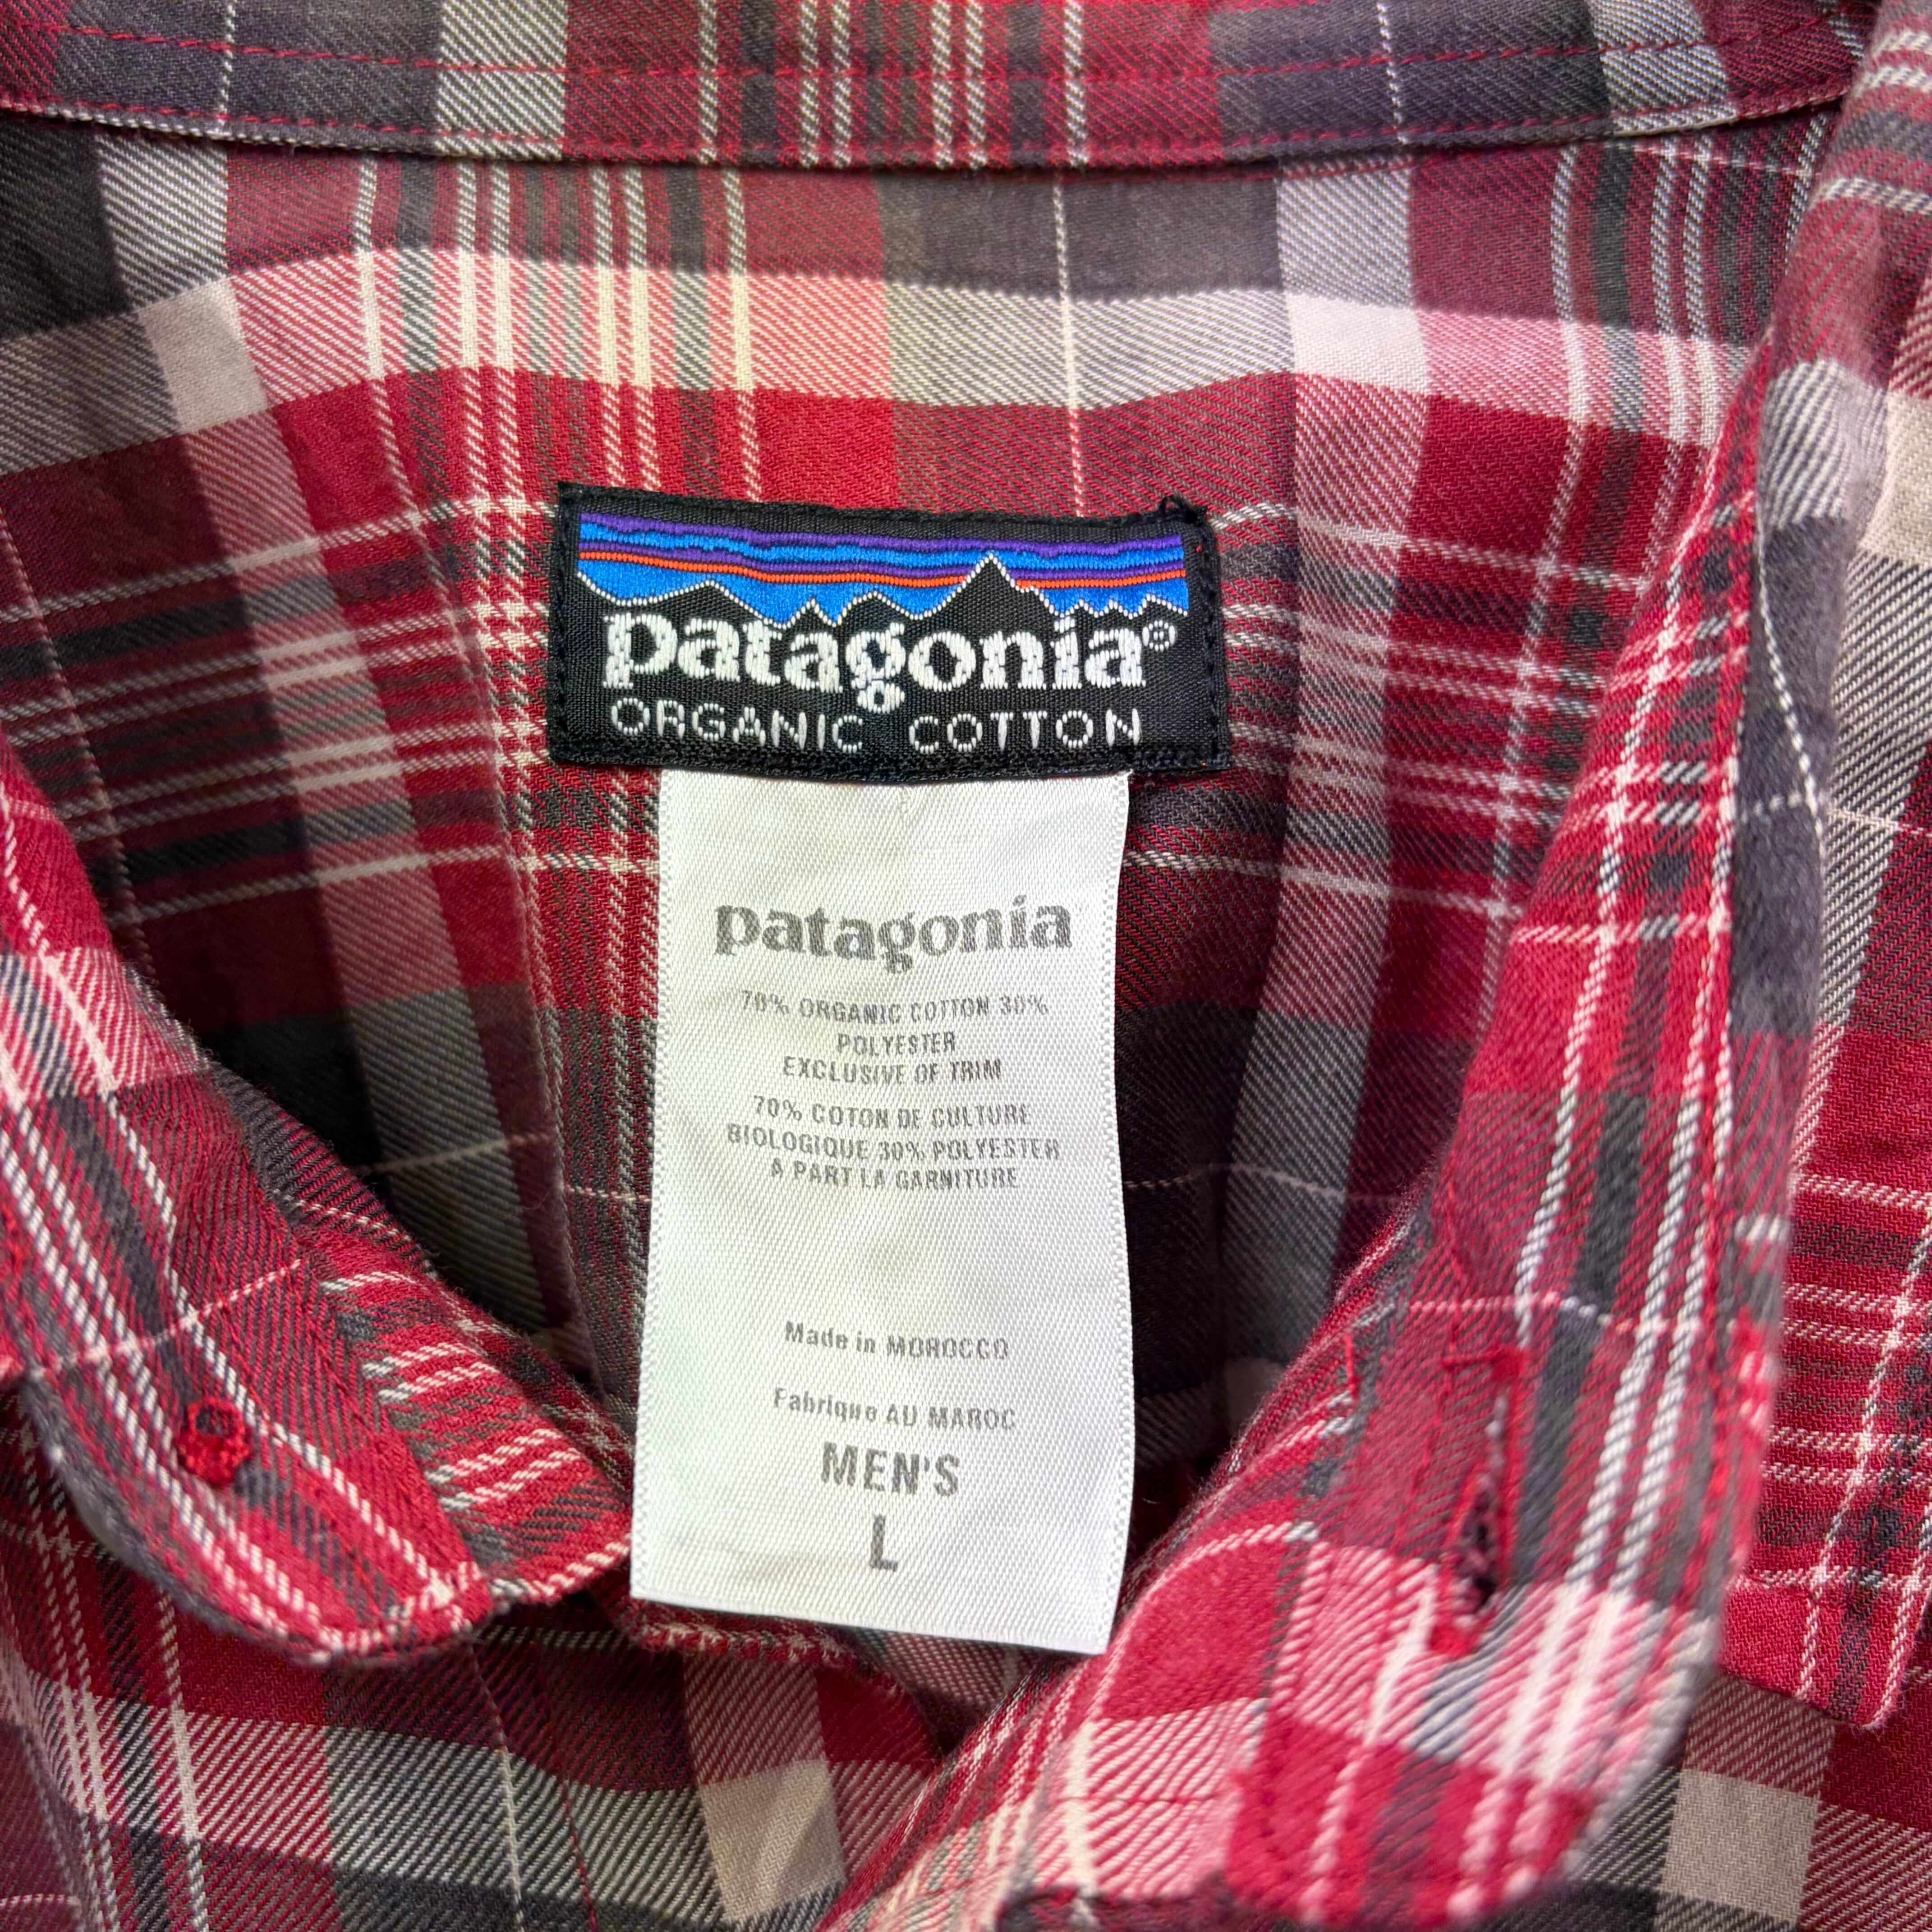 patagonia®
ORGANIC COTTON
patagonia
70% ORGANIC COTTON 30%
POLYESTER
EXCLUSIVE OF TRIM
70% COTON DE CULTURE
BIOLOGIQUE 30% POLYESTER
A PART LA GARNITURE
Made in MOROCCO
Fabrique AU MAROC
MEN'S
L